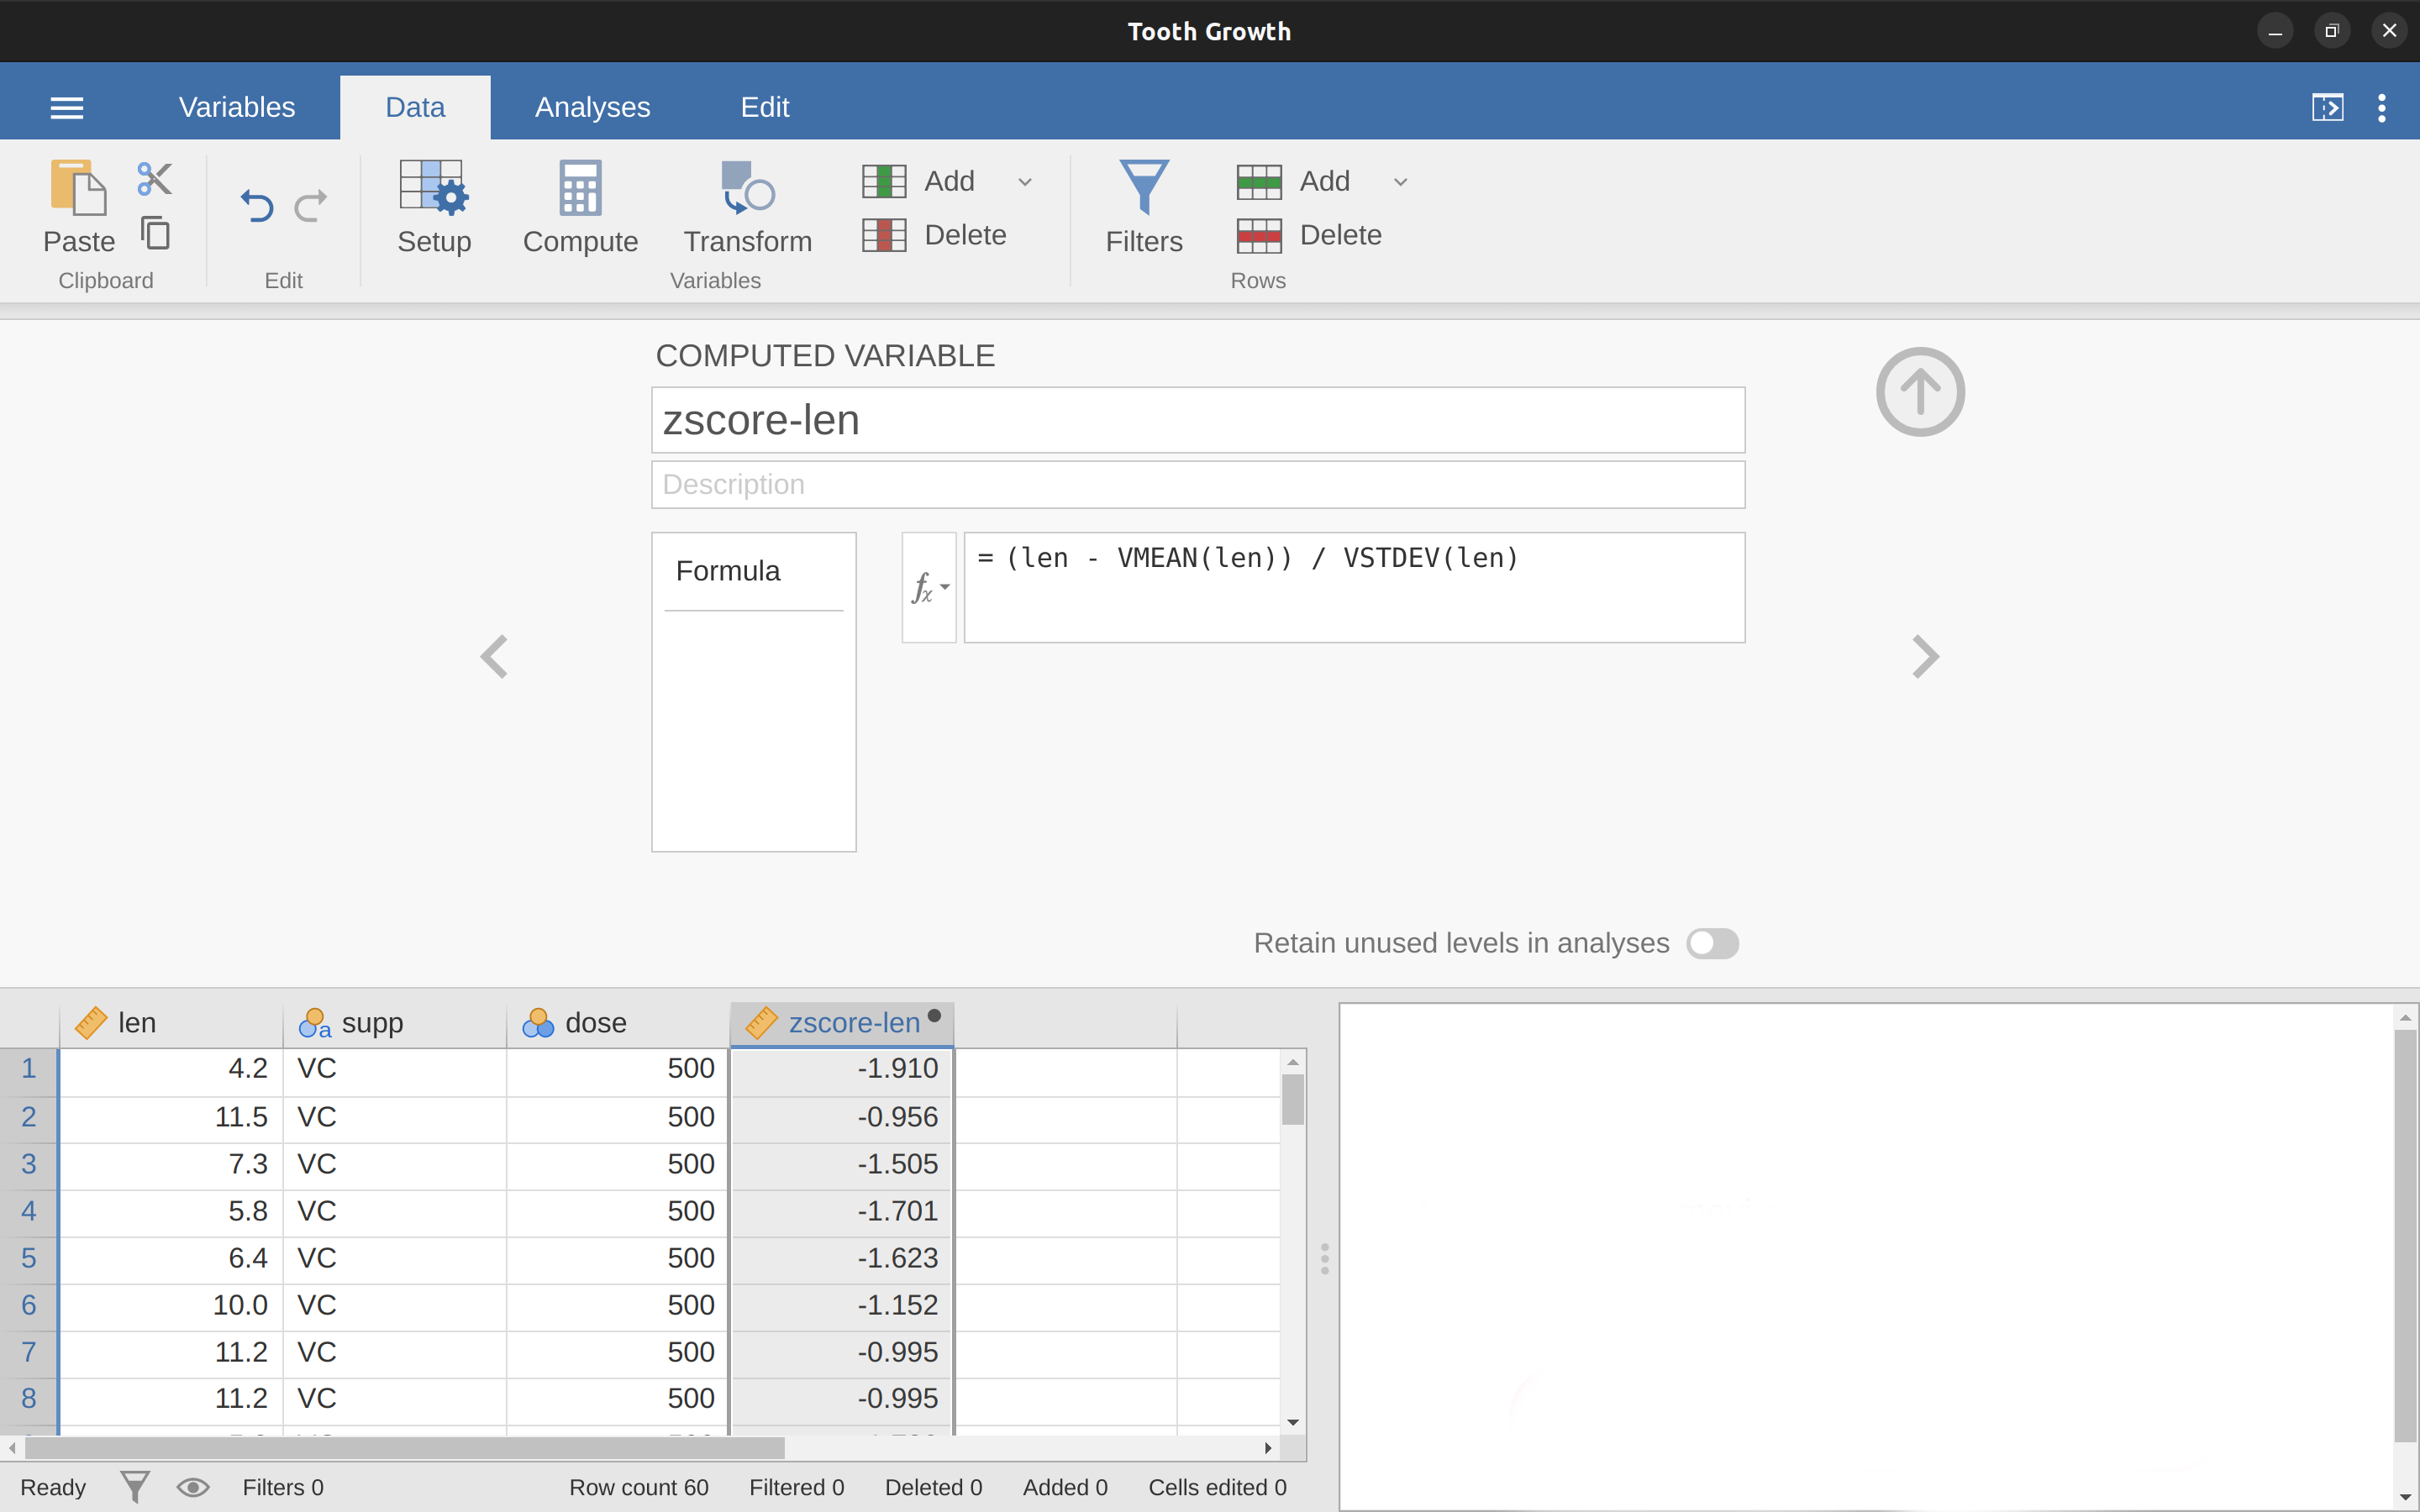 Tooth Growth
Variables Data Analyses Edit
Paste Setup Compute Transform Add Delete Filters Add Delete
Clipboard Edit Variables Rows
COMPUTED VARIABLE
zscore-len
Description
Formula
fx = (len - VMEAN(len)) / VSTDEV(len)
Retain unused levels in analyses
len a supp dose zscore-len
1 4.2 VC 500 -1.910
2 11.5 VC 500 -0.956
3 7.3 VC 500 -1.505
4 5.8 VC 500 -1.701
5 6.4 VC 500 -1.623
6 10.0 VC 500 -1.152
7 11.2 VC 500 -0.995
8 11.2 VC 500 -0.995
Ready Filters 0 Row count 60 Filtered 0 Deleted 0 Added 0 Cells edited 0